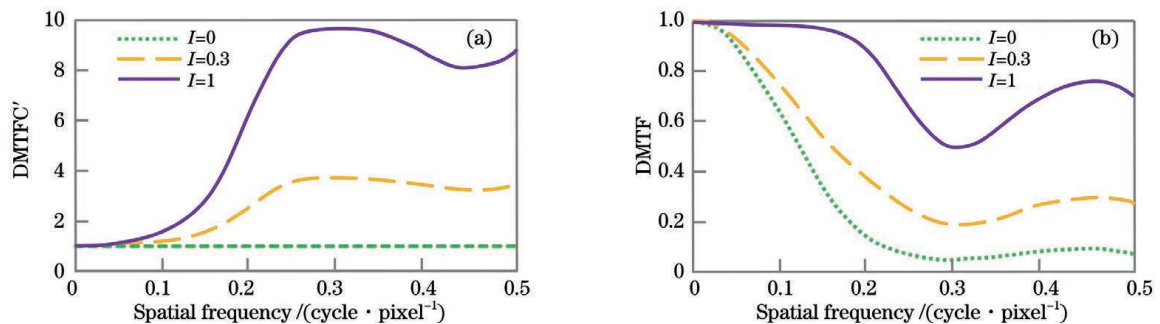 (a)
I=0
I=0.3
I=1
DMTFC′
10
8
6
4
2
0
0
0.1
0.2
0.3
0.4
0.5
Spatial frequency /(cycle · pixel⁻¹)
(b)
I=0
I=0.3
I=1
DMTF
1.0
0.8
0.6
0.4
0.2
0
0.1
0.2
0.3
0.4
0.5
Spatial frequency /(cycle · pixel⁻¹)